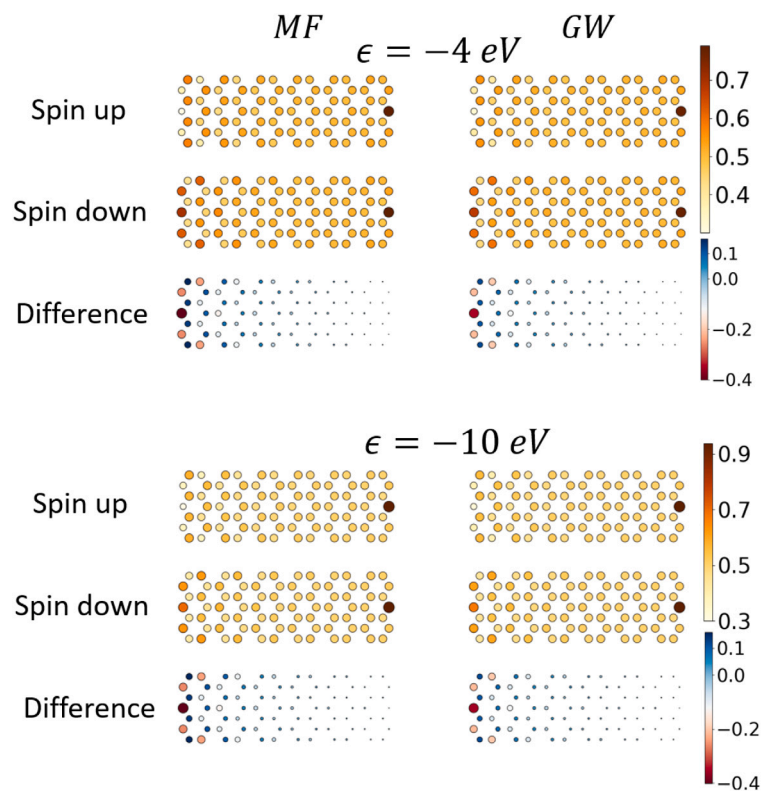 MF GW
ϵ = −4 eV
Spin up
0.7
0.6
0.5
0.4
Spin down
0.1
0.0
−0.2
−0.4
Difference
ϵ = −10 eV
Spin up
0.9
0.7
0.5
0.3
Spin down
0.1
0.0
−0.2
−0.4
Difference